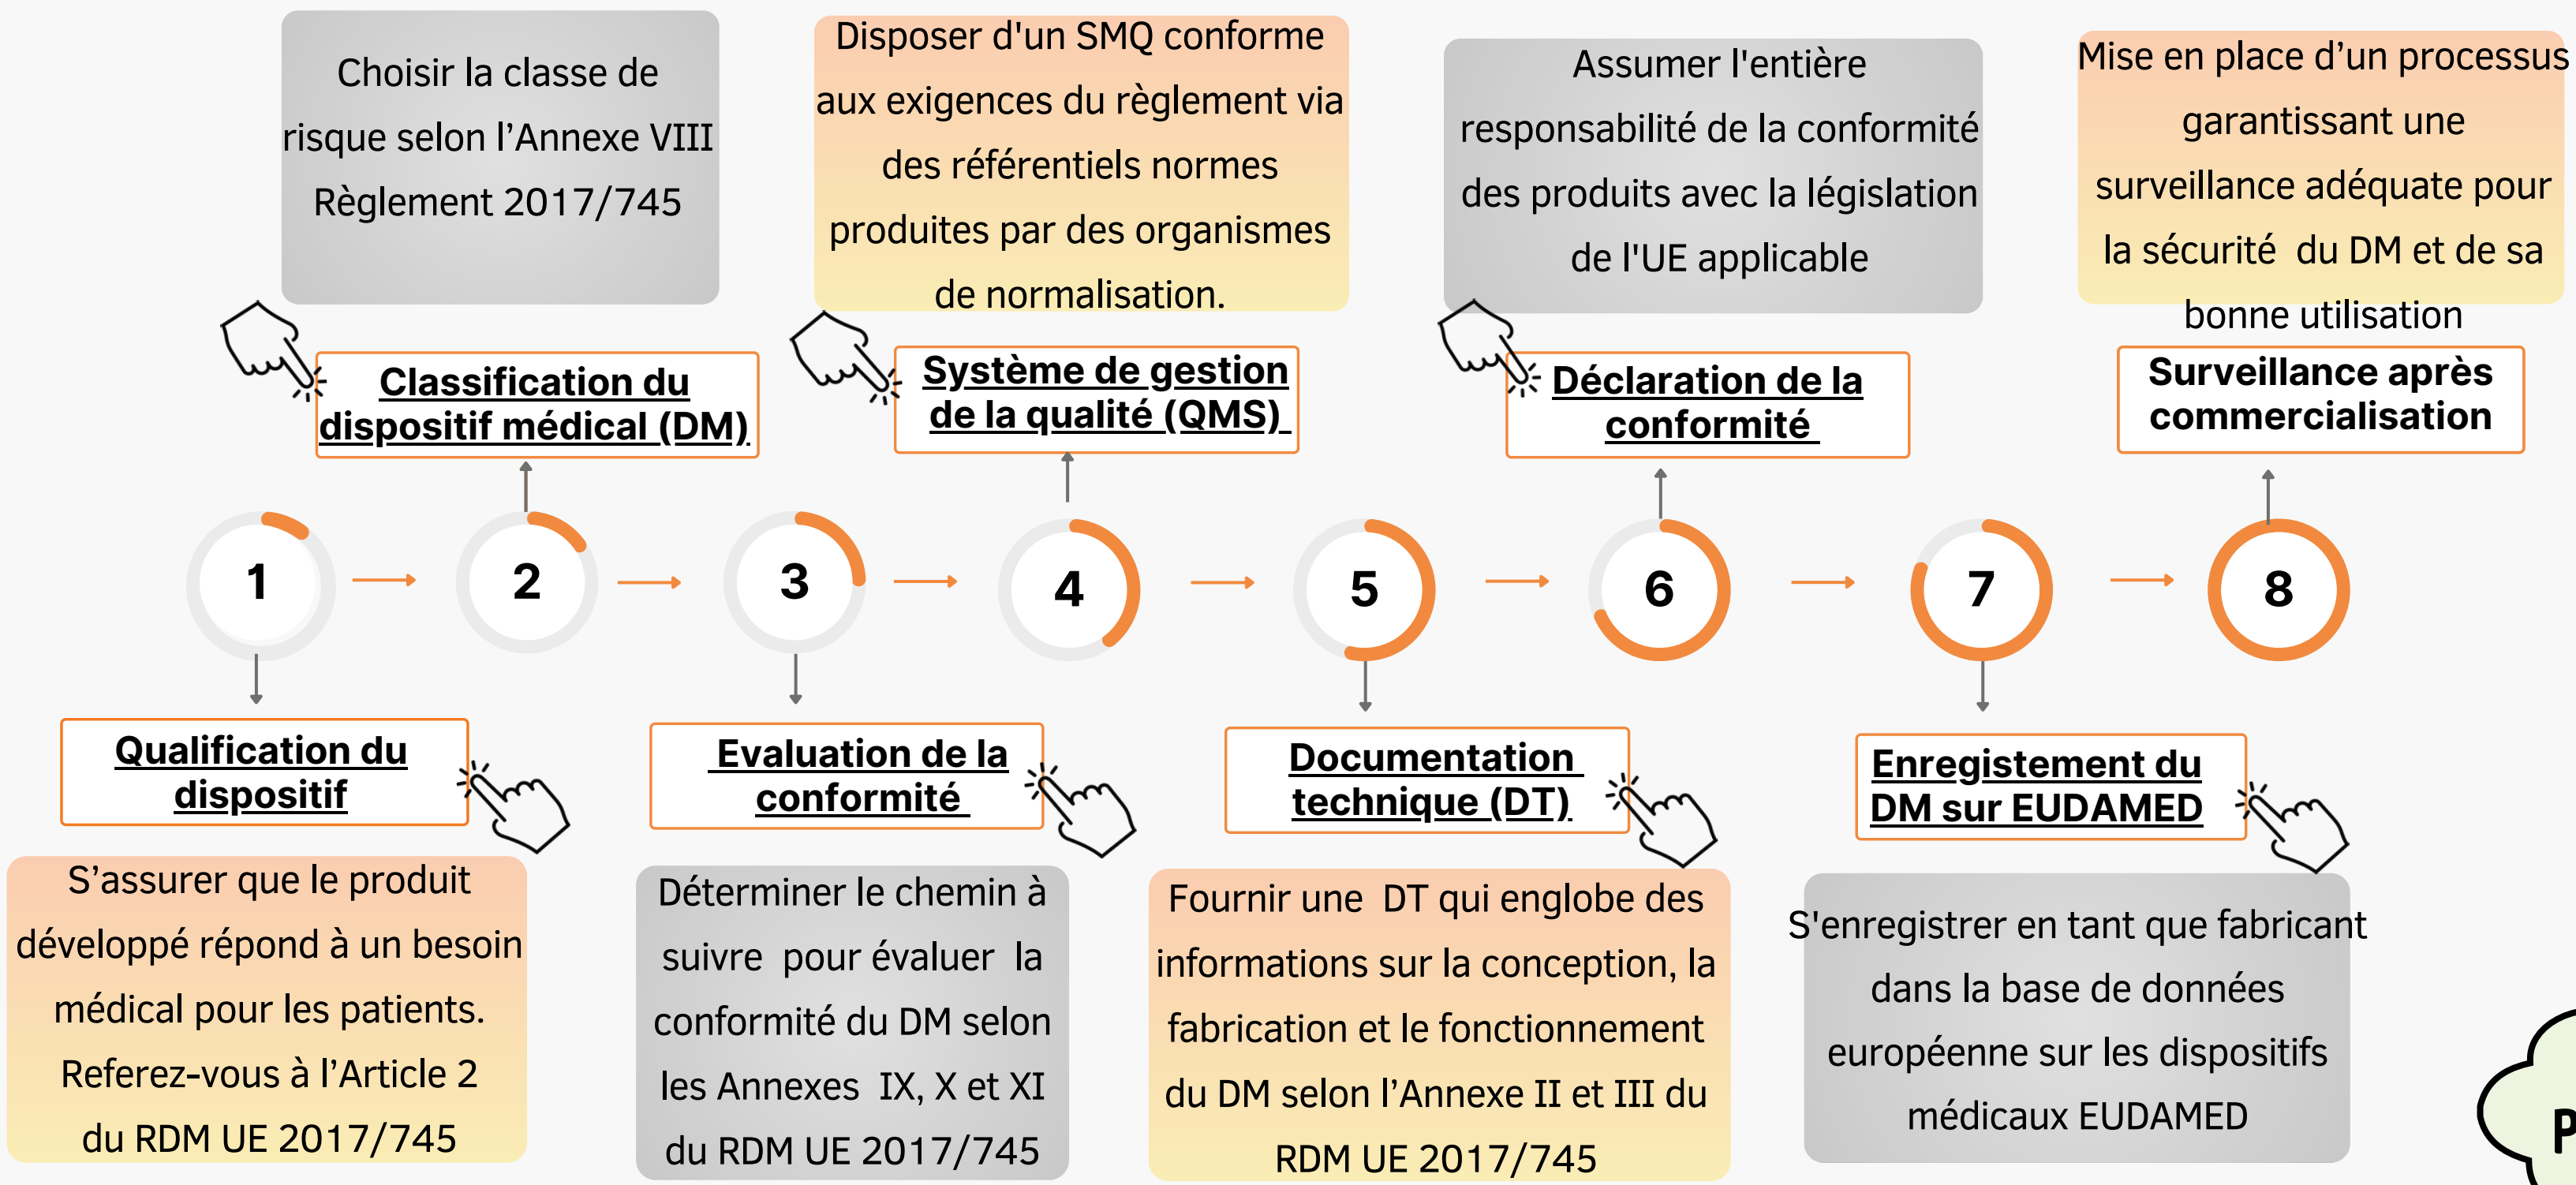 Choisir la classe de
risque selon l'Annexe VIII
Règlement 2017/745
Disposer d'un SMQ conforme
aux exigences du règlement via
des référentiels normes
produites par des organismes
de normalisation.
Assumer l'entière
responsabilité de la conformité
des produits avec la législation
de l'UE applicable
Mise en place d'un processus
garantissant une
surveillance adéquate pour
la sécurité du DM et de sa
bonne utilisation
Classification du
dispositif médical (DM)
Système de gestion
de la qualité (QMS)
Déclaration de la
conformité
Surveillance après
commercialisation
1
2
3
4
5
6
7
8
Qualification du
dispositif
Evaluation de la
conformité
Documentation
technique (DT)
Enregistement du
DM sur EUDAMED
S'assurer que le produit
développé répond à un besoin
médical pour les patients.
Referez-vous à l'Article 2
du RDM UE 2017/745
Déterminer le chemin à
suivre pour évaluer la
conformité du DM selon
les Annexes IX, X et XI
du RDM UE 2017/745
Fournir une DT qui englobe des
informations sur la conception, la
fabrication et le fonctionnement
du DM selon l'Annexe II et III du
RDM UE 2017/745
S'enregistrer en tant que fabricant
dans la base de données
européenne sur les dispositifs
médicaux EUDAMED